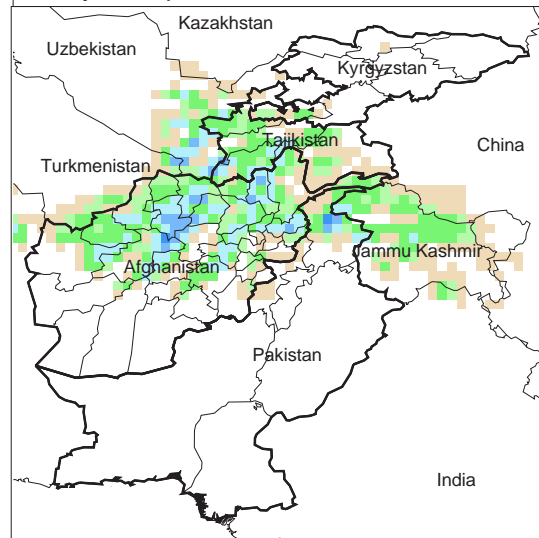 Kazakhstan
Uzbekistan
Kyrgyzstan
Tajikistan
China
Turkmenistan
Jammu Kashmir
Afghanistan
Pakistan
India